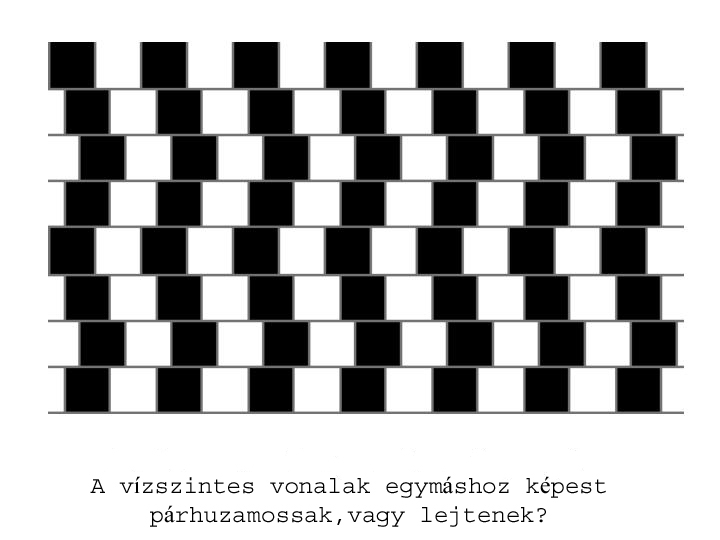 A vízszintes vonalak egymáshoz képest
párhuzamossak,vagy lejtenek?